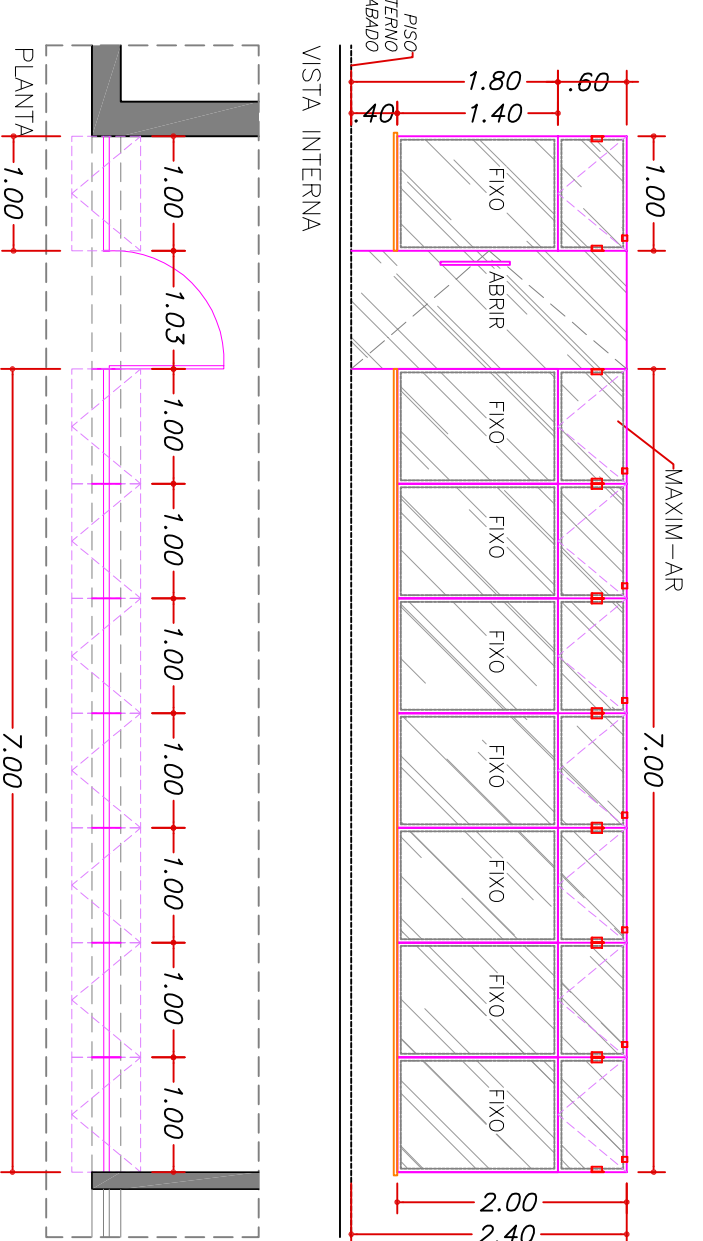 PISO
TERNO
ABADO
1.80
.60
.40
1.40
1.00
7.00
MAXIM-AR
FIXO
ABRIR
FIXO
FIXO
FIXO
FIXO
FIXO
FIXO
FIXO
2.00
2.40
VISTA INTERNA
1.00
1.03
1.00
1.00
1.00
1.00
1.00
1.00
1.00
1.00
7.00
PLANTA